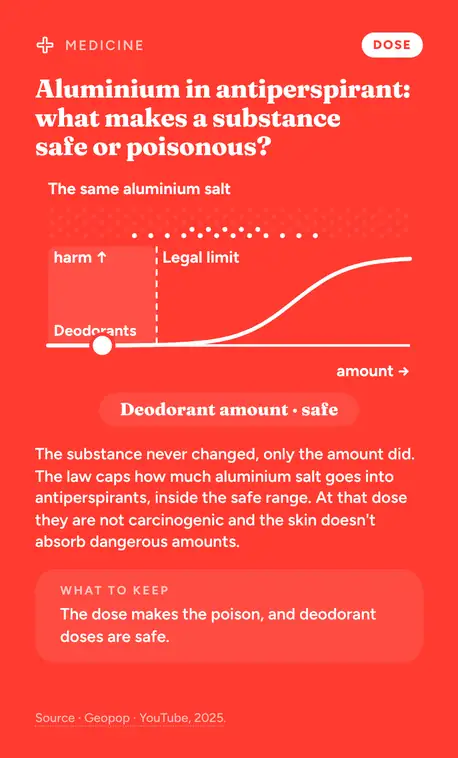 MEDICINE
DOSE
Aluminium in antiperspirant:
what makes a substance
safe or poisonous?
The same aluminium salt
harm ↑
Legal limit
Deodorants
amount →
Deodorant amount · safe
The substance never changed, only the amount did.
The law caps how much aluminium salt goes into
antiperspirants, inside the safe range. At that dose
they are not carcinogenic and the skin doesn't
absorb dangerous amounts.
WHAT TO KEEP
The dose makes the poison, and deodorant
doses are safe.
Source · Geopop · YouTube, 2025.